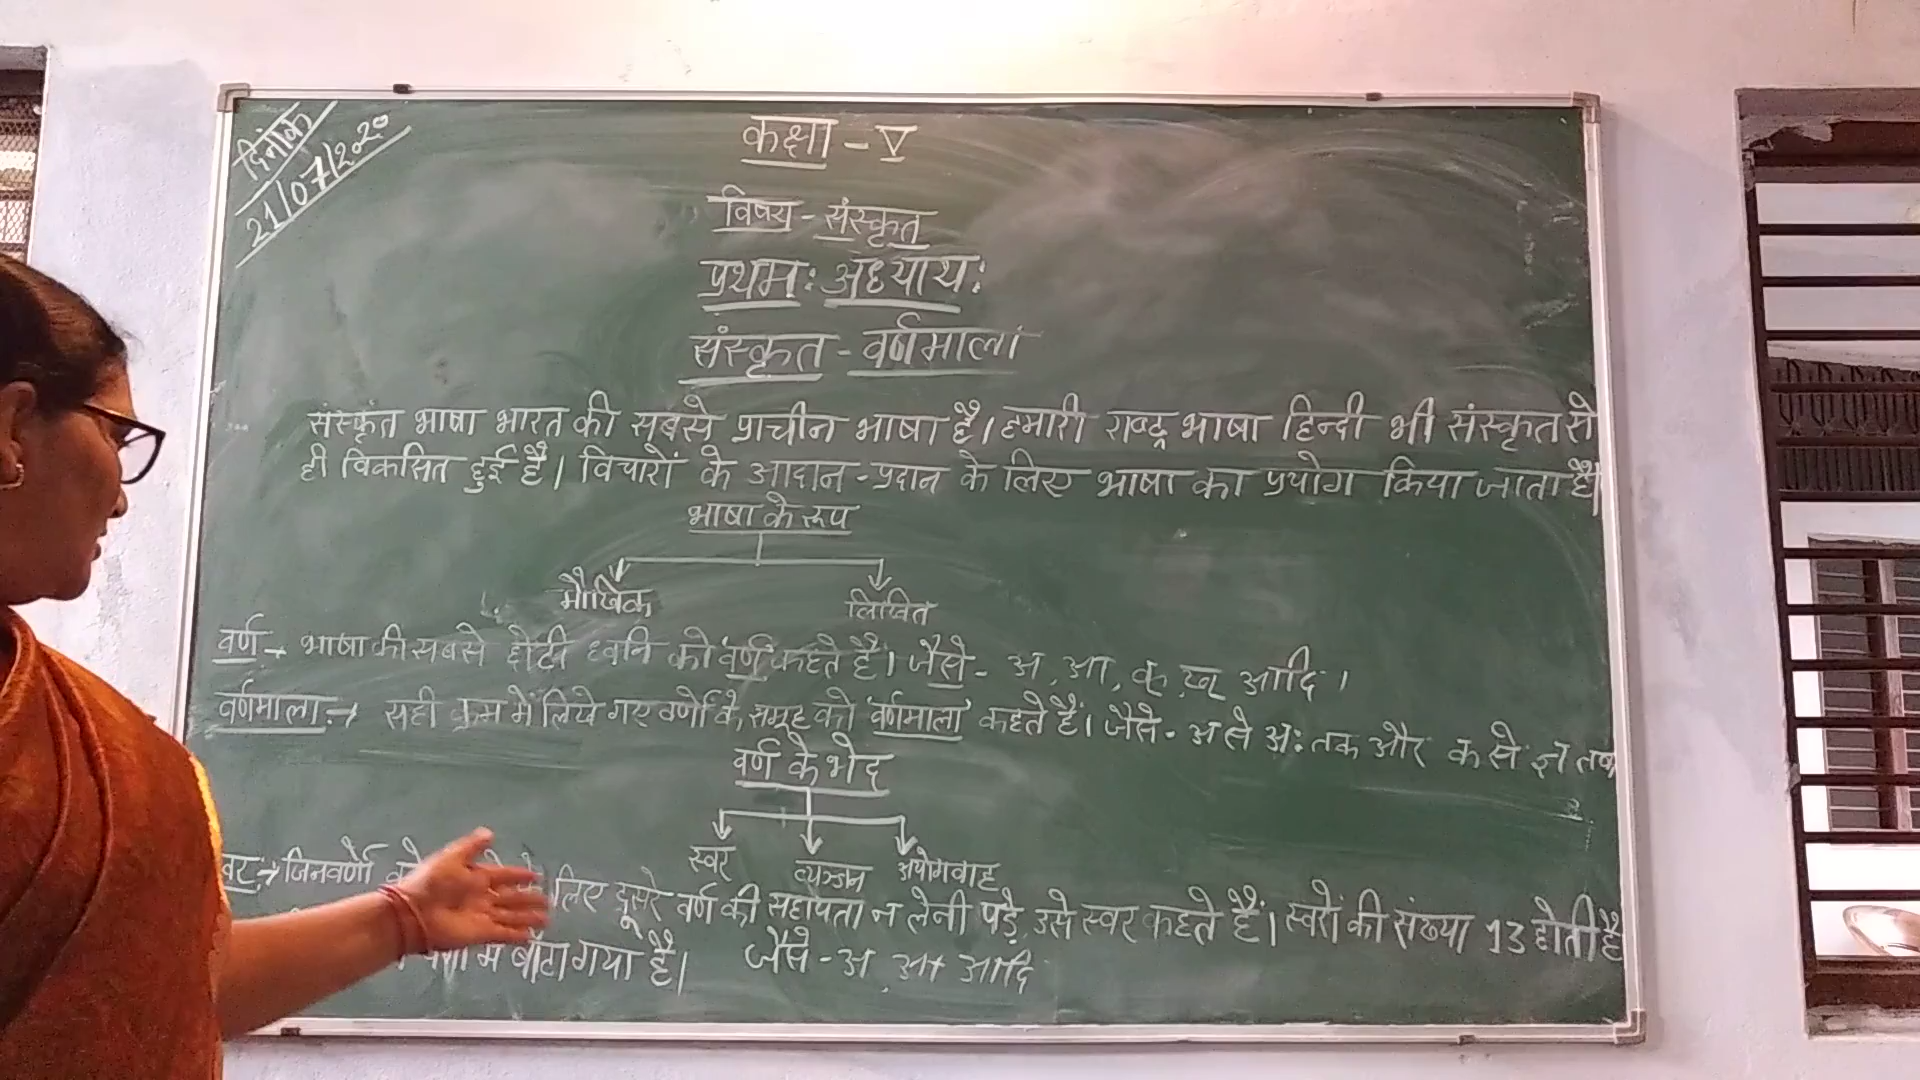 दिनांक
21/07/2020
कक्षा - V
विषय - संस्कृत
प्रथम: अध्याय:
संस्कृत - वर्णमाला
संस्कृत भाषा भारत की सबसे प्राचीन भाषा है। हमारी राष्ट्र भाषा हिन्दी भी संस्कृत से
ही विकसित हुई है। विचारों के आदान - प्रदान के लिए भाषा का प्रयोग किया जाता है।
भाषा के रूप
मौखिक लिखित
वर्ण → भाषा की सबसे छोटी ध्वनि को 'वर्ण' कहते है। जैसे - अ, आ, क्, ख् आदि।
वर्णमाला:→ सही क्रम में लिखे गए वर्णों के समूह को 'वर्णमाला' कहते हैं। जैसे - अ से अ: तक और क से ज्ञ तक
वर्ण के भेद
स्वर व्यञ्जन अयोगवाह
स्वर:→ जिन वर्णो लिए दूसरे वर्ण की सहायता न लेनी पड़े, उसे स्वर कहते हैं। स्वरों की संख्या 13 होती है
में बाँटा गया है। जैसे - अ, आ आदि